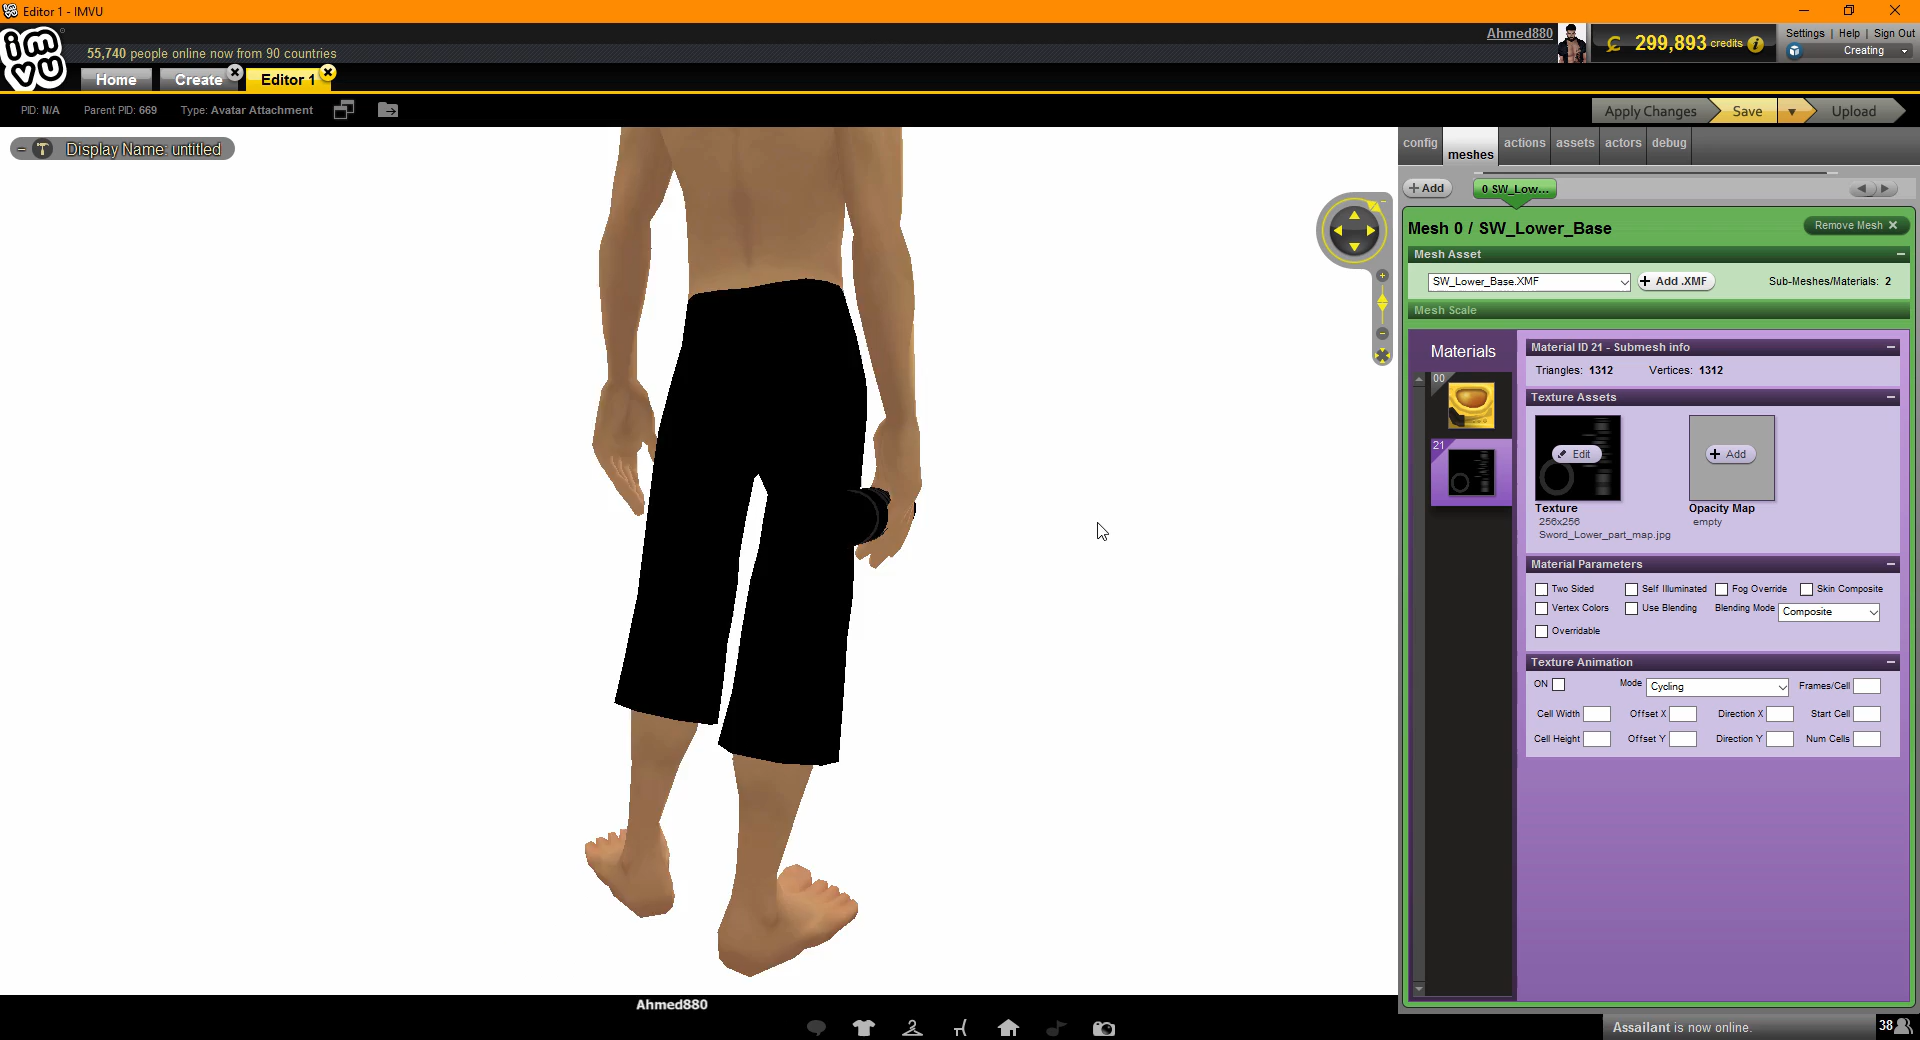 Editor 1 - IMVU
imvu
55,740 people online now from 90 countries
Ahmed880
299,893 credits
Settings | Help | Sign Out
Creating
Home
Create
Editor 1
PID: N/A
Parent PID: 669
Type: Avatar Attachment
Apply Changes
Save
Upload
Display Name: untitled
config
meshes
actions
assets
actors
debug
+ Add
0 SW_Low...
Mesh 0 / SW_Lower_Base
Remove Mesh X
Mesh Asset
SW_Lower_Base.XMF
+ Add .XMF
Sub-Meshes/Materials: 2
Mesh Scale
Materials
00
21
Material ID 21 - Submesh info
Triangles: 1312
Vertices: 1312
Texture Assets
Edit
+ Add
Texture
256x256
Sword_Lower_part_map.jpg
Opacity Map
empty
Material Parameters
Two Sided
Self Illuminated
Fog Override
Skin Composite
Vertex Colors
Use Blending
Blending Mode
Composite
Overridable
Texture Animation
ON
Mode
Cycling
Frames/Cell
Cell Width
Offset X
Direction X
Start Cell
Cell Height
Offset Y
Direction Y
Num Cells
Ahmed880
Assailant is now online.
38